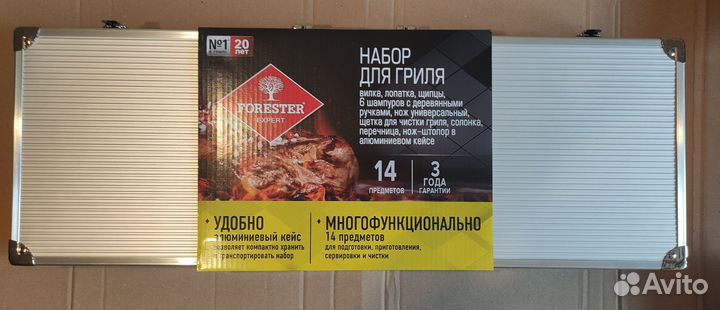 №1
20 ЛЕТ
FORESTER
EXPERT
НАБОР
ДЛЯ ГРИЛЯ
вилка, лопатка, щипцы,
6 шампуров с деревянными
ручками, нож универсальный,
щетка для чистки гриля, солонка,
перечница, нож-штопор в
алюминиевом кейсе
14
ПРЕДМЕТОВ
3
ГОДА
ГАРАНТИИ
УДОБНО
алюминиевый кейс
позволяет компактно хранить
и транспортировать набор
МНОГОФУНКЦИОНАЛЬНО
14 предметов
для подготовки, приготовления,
сервировки и чистки
Avito